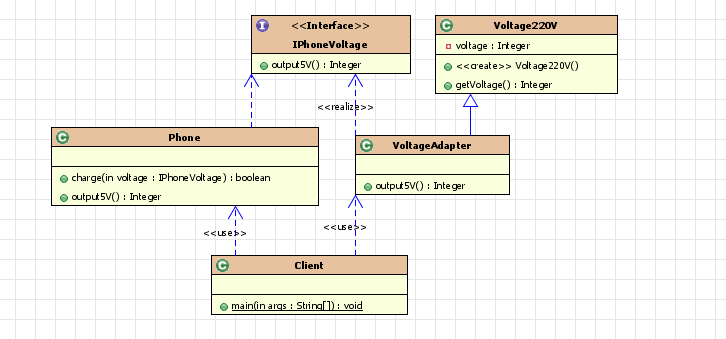 I
<<Interface>>
IPhoneVoltage
output5V() : Integer
C
Voltage220V
voltage : Integer
<<create>> Voltage220V()
getVoltage() : Integer
<<realize>>
C
Phone
charge(in voltage : IPhoneVoltage) : boolean
output5V() : Integer
C
VoltageAdapter
output5V() : Integer
<<use>>
<<use>>
C
Client
main(in args : String[]) : void